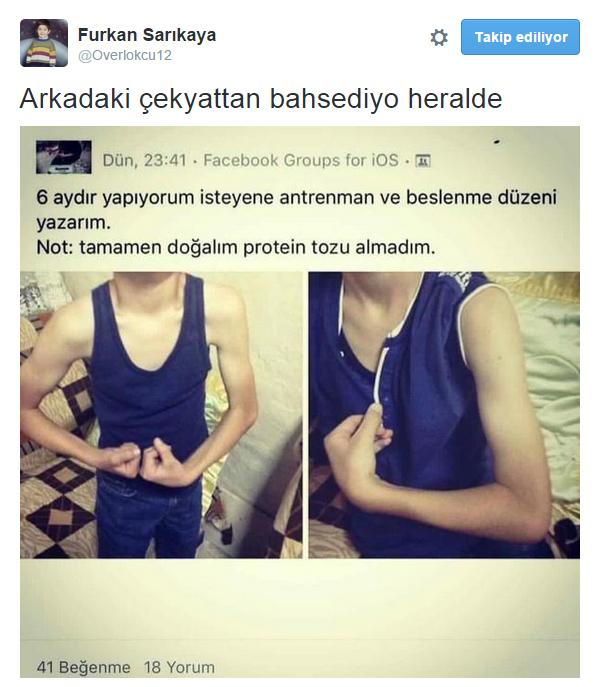 Furkan Sarıkaya
@Overlokcu12
Takip ediliyor
Arkadaki çekyattan bahsediyo heralde
Dün, 23:41 · Facebook Groups for iOS ·
6 aydır yapıyorum isteyene antrenman ve beslenme düzeni
yazarım.
Not: tamamen doğalım protein tozu almadım.
41 Beğenme 18 Yorum